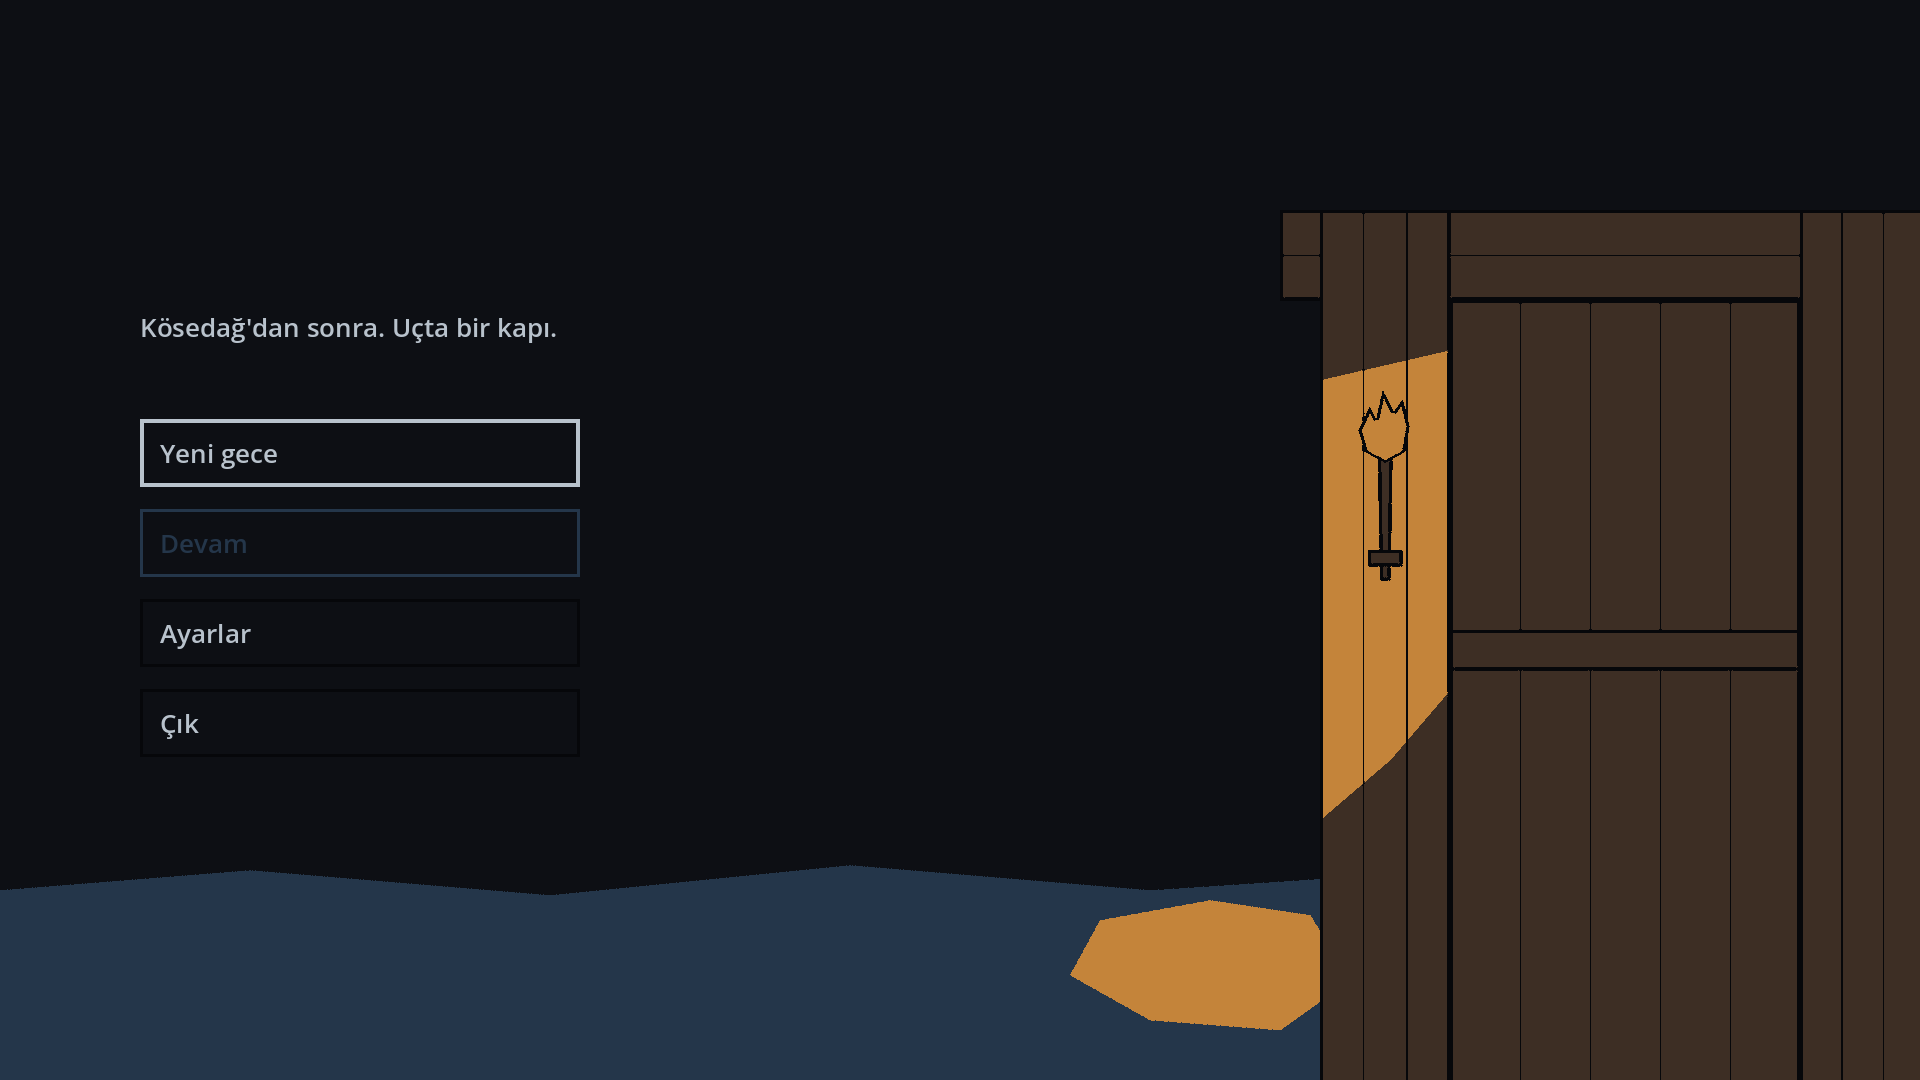 Kösedağ'dan sonra. Uçta bir kapı.
Yeni gece
Devam
Ayarlar
Çık